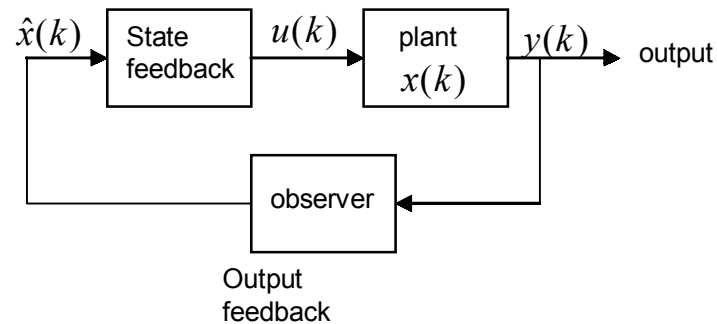 x̂(k)
State
feedback
u(k)
plant
x(k)
y(k)
output
observer
Output
feedback